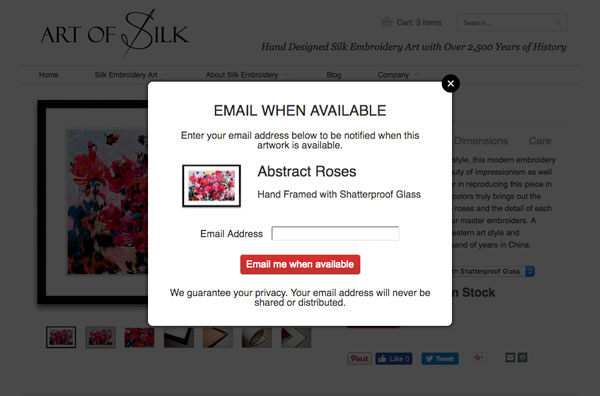 ART OF SILK
Cart: 3 items
Search...
Hand Designed Silk Embroidery Art with Over 2,500 Years of History
Home
Silk Embroidery Art
About Silk Embroidery
Blog
Company
EMAIL WHEN AVAILABLE
Enter your email address below to be notified when this
artwork is available.
Abstract Roses
Hand Framed with Shatterproof Glass
Email Address
Email me when available
We guarantee your privacy. Your email address will never be
shared or distributed.
Dimensions
Care
style, this modern embroidery
auty of impressionism as well
er in reproducing this piece in
colors truly brings out the
roses and the detail of each
ur master embroiders. A
estern art style and
usand of years in China.
th Shatterproof Glass
n Stock
Pin it
Like 0
Tweet